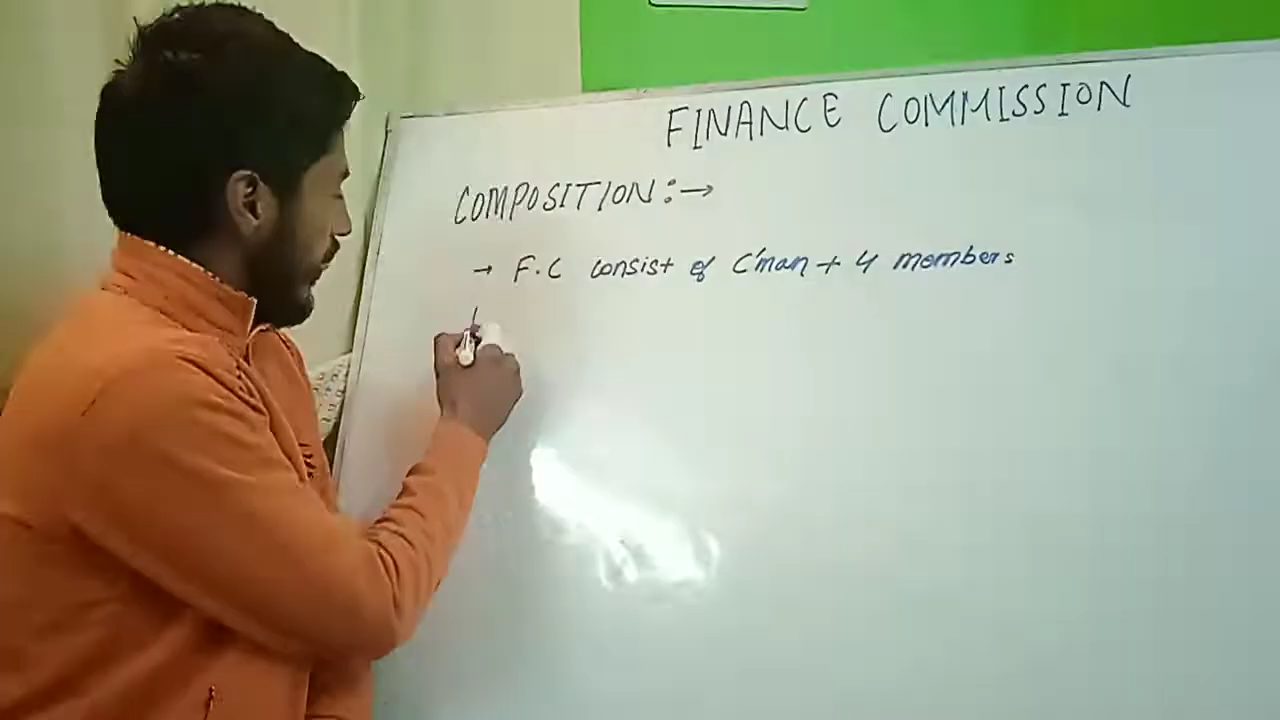 FINANCE COMMISSION
COMPOSITION:→
→ F.C consist of C'man + 4 members